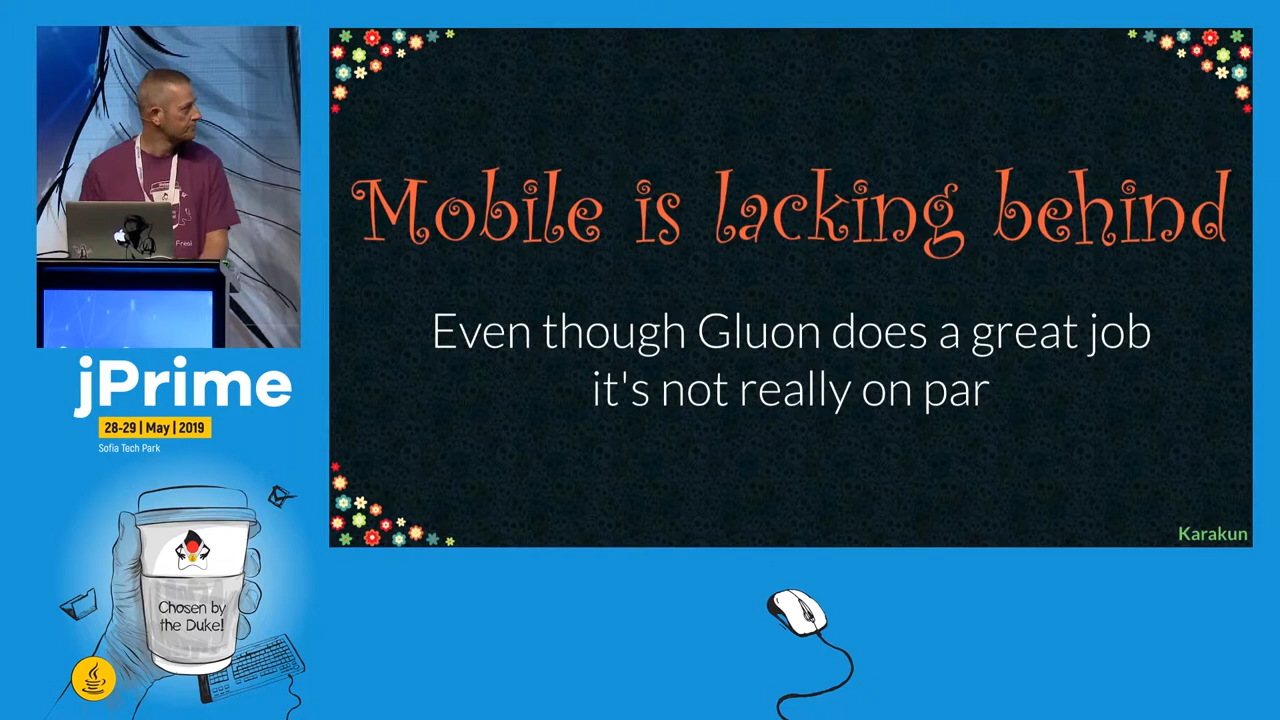 Mobile is lacking behind
Even though Gluon does a great job
it's not really on par
Karakun
jPrime
28-29 | May | 2019
Sofia Tech Park
Chosen by
the Duke!